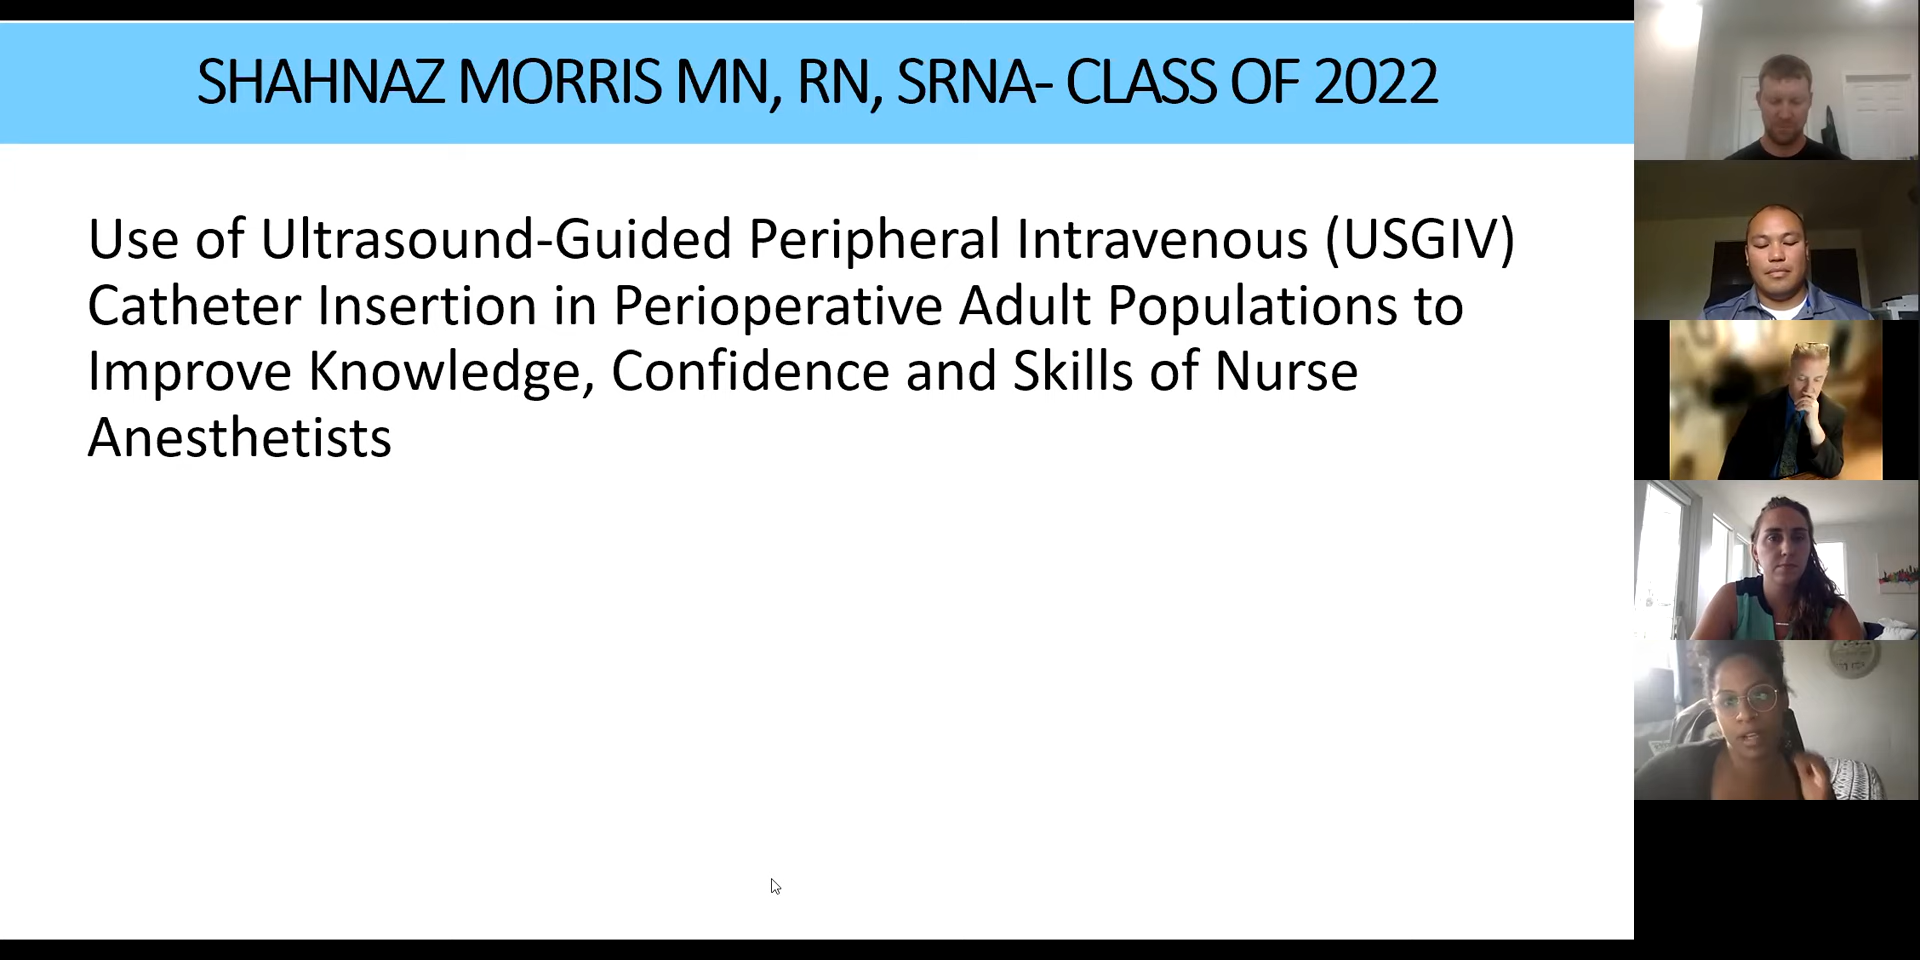 SHAHNAZ MORRIS MN, RN, SRNA- CLASS OF 2022
Use of Ultrasound-Guided Peripheral Intravenous (USGIV)
Catheter Insertion in Perioperative Adult Populations to
Improve Knowledge, Confidence and Skills of Nurse
Anesthetists